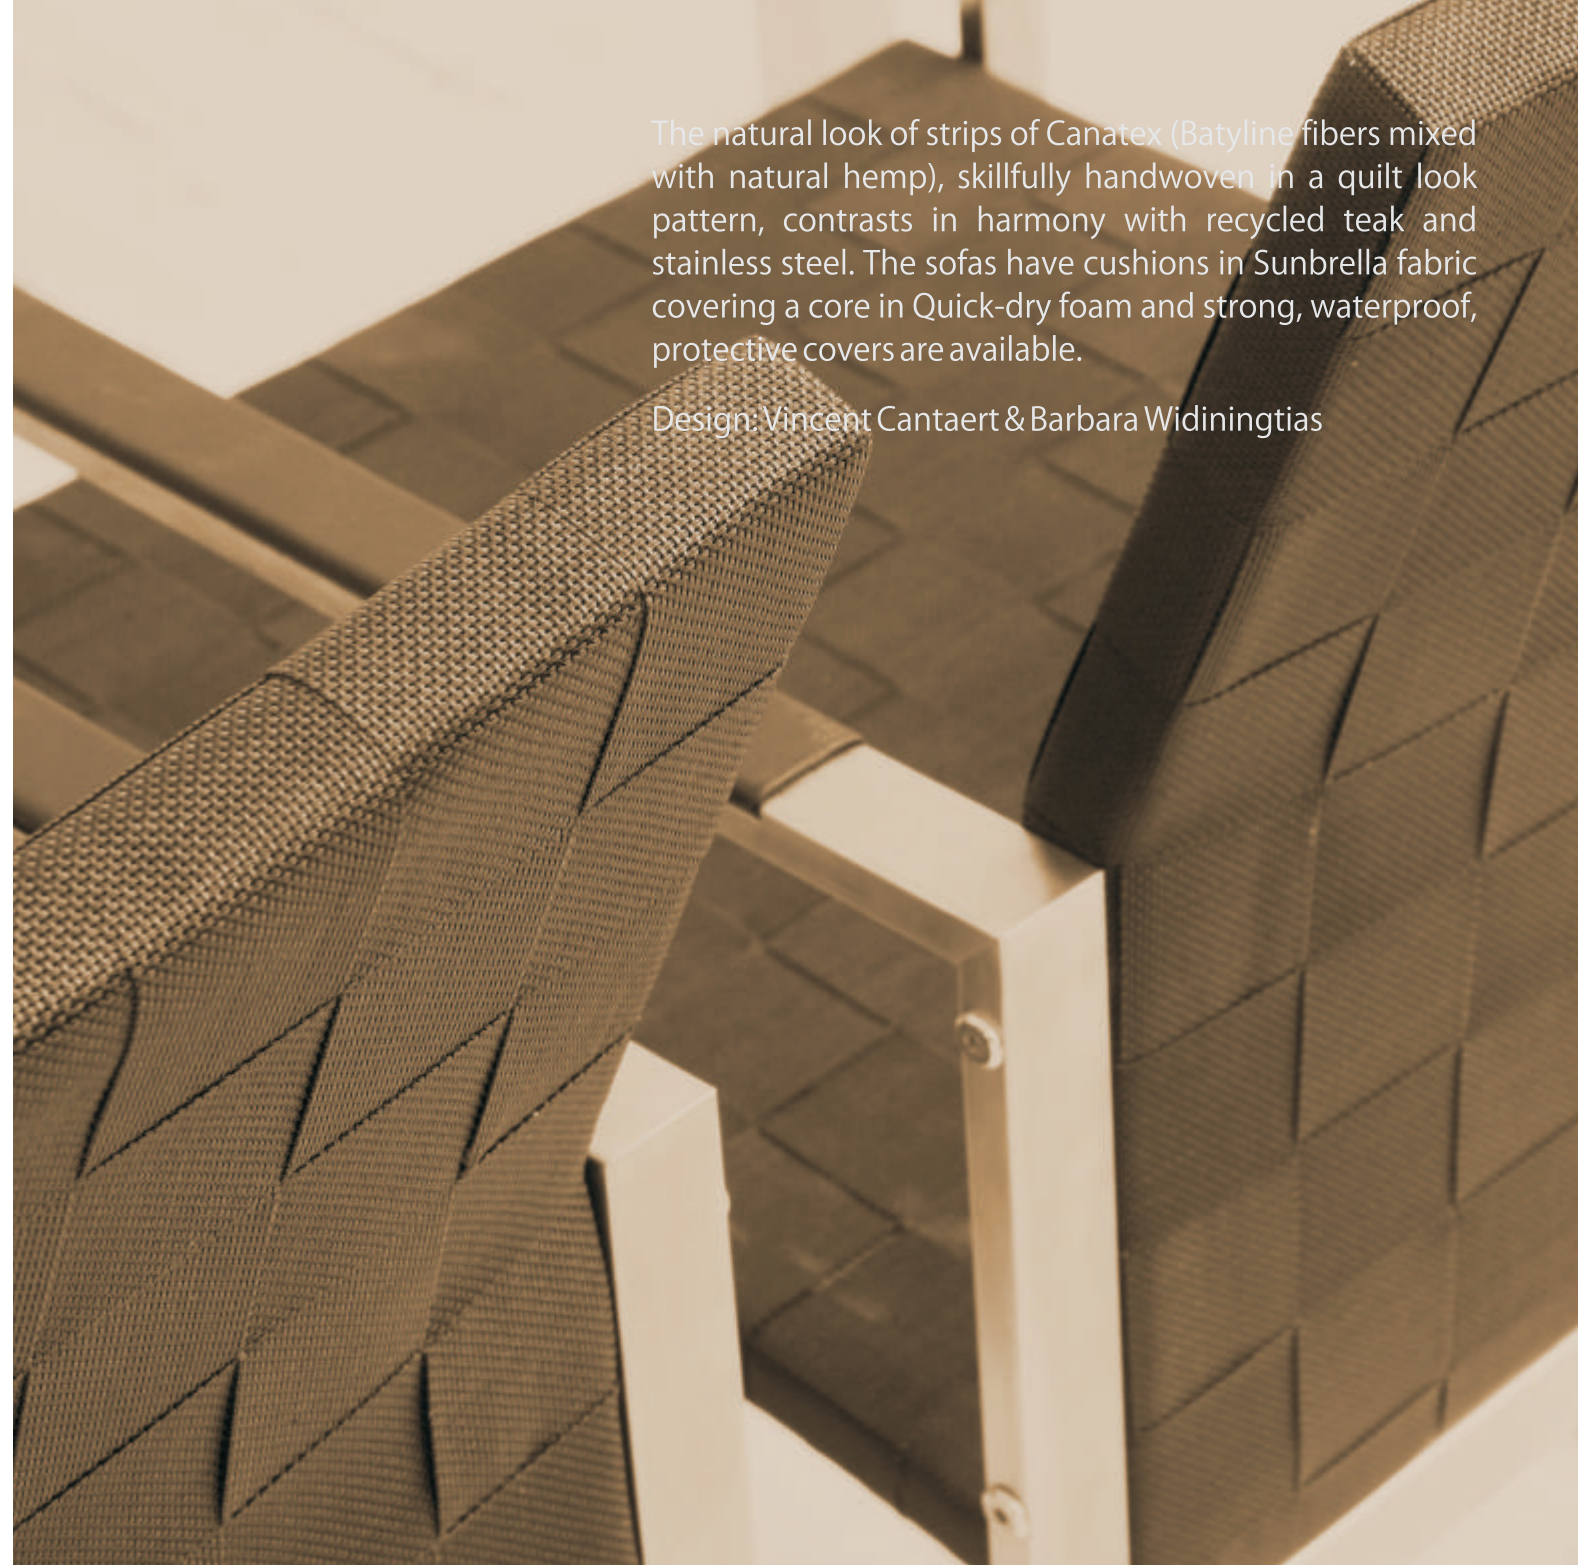 The natural look of strips of Canatex (Batyline fibers mixed
with natural hemp), skillfully handwoven in a quilt look
pattern, contrasts in harmony with recycled teak and
stainless steel. The sofas have cushions in Sunbrella fabric
covering a core in Quick-dry foam and strong, waterproof,
protective covers are available.
Design: Vincent Cantaert & Barbara Widiningtias